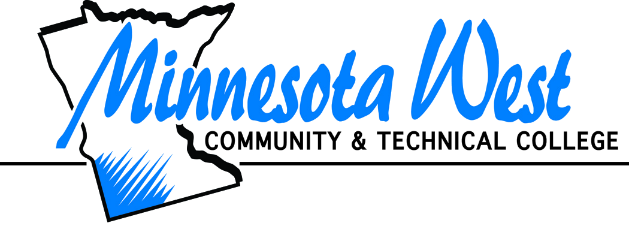 Minnesota West
COMMUNITY & TECHNICAL COLLEGE